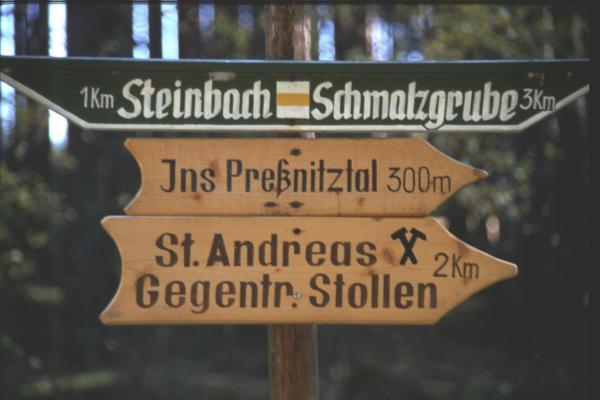 1Km Steinbach Schmalzgrube 3Km
Jns Preßnitztal 300m
St. Andreas 2Km
Gegentr. Stollen